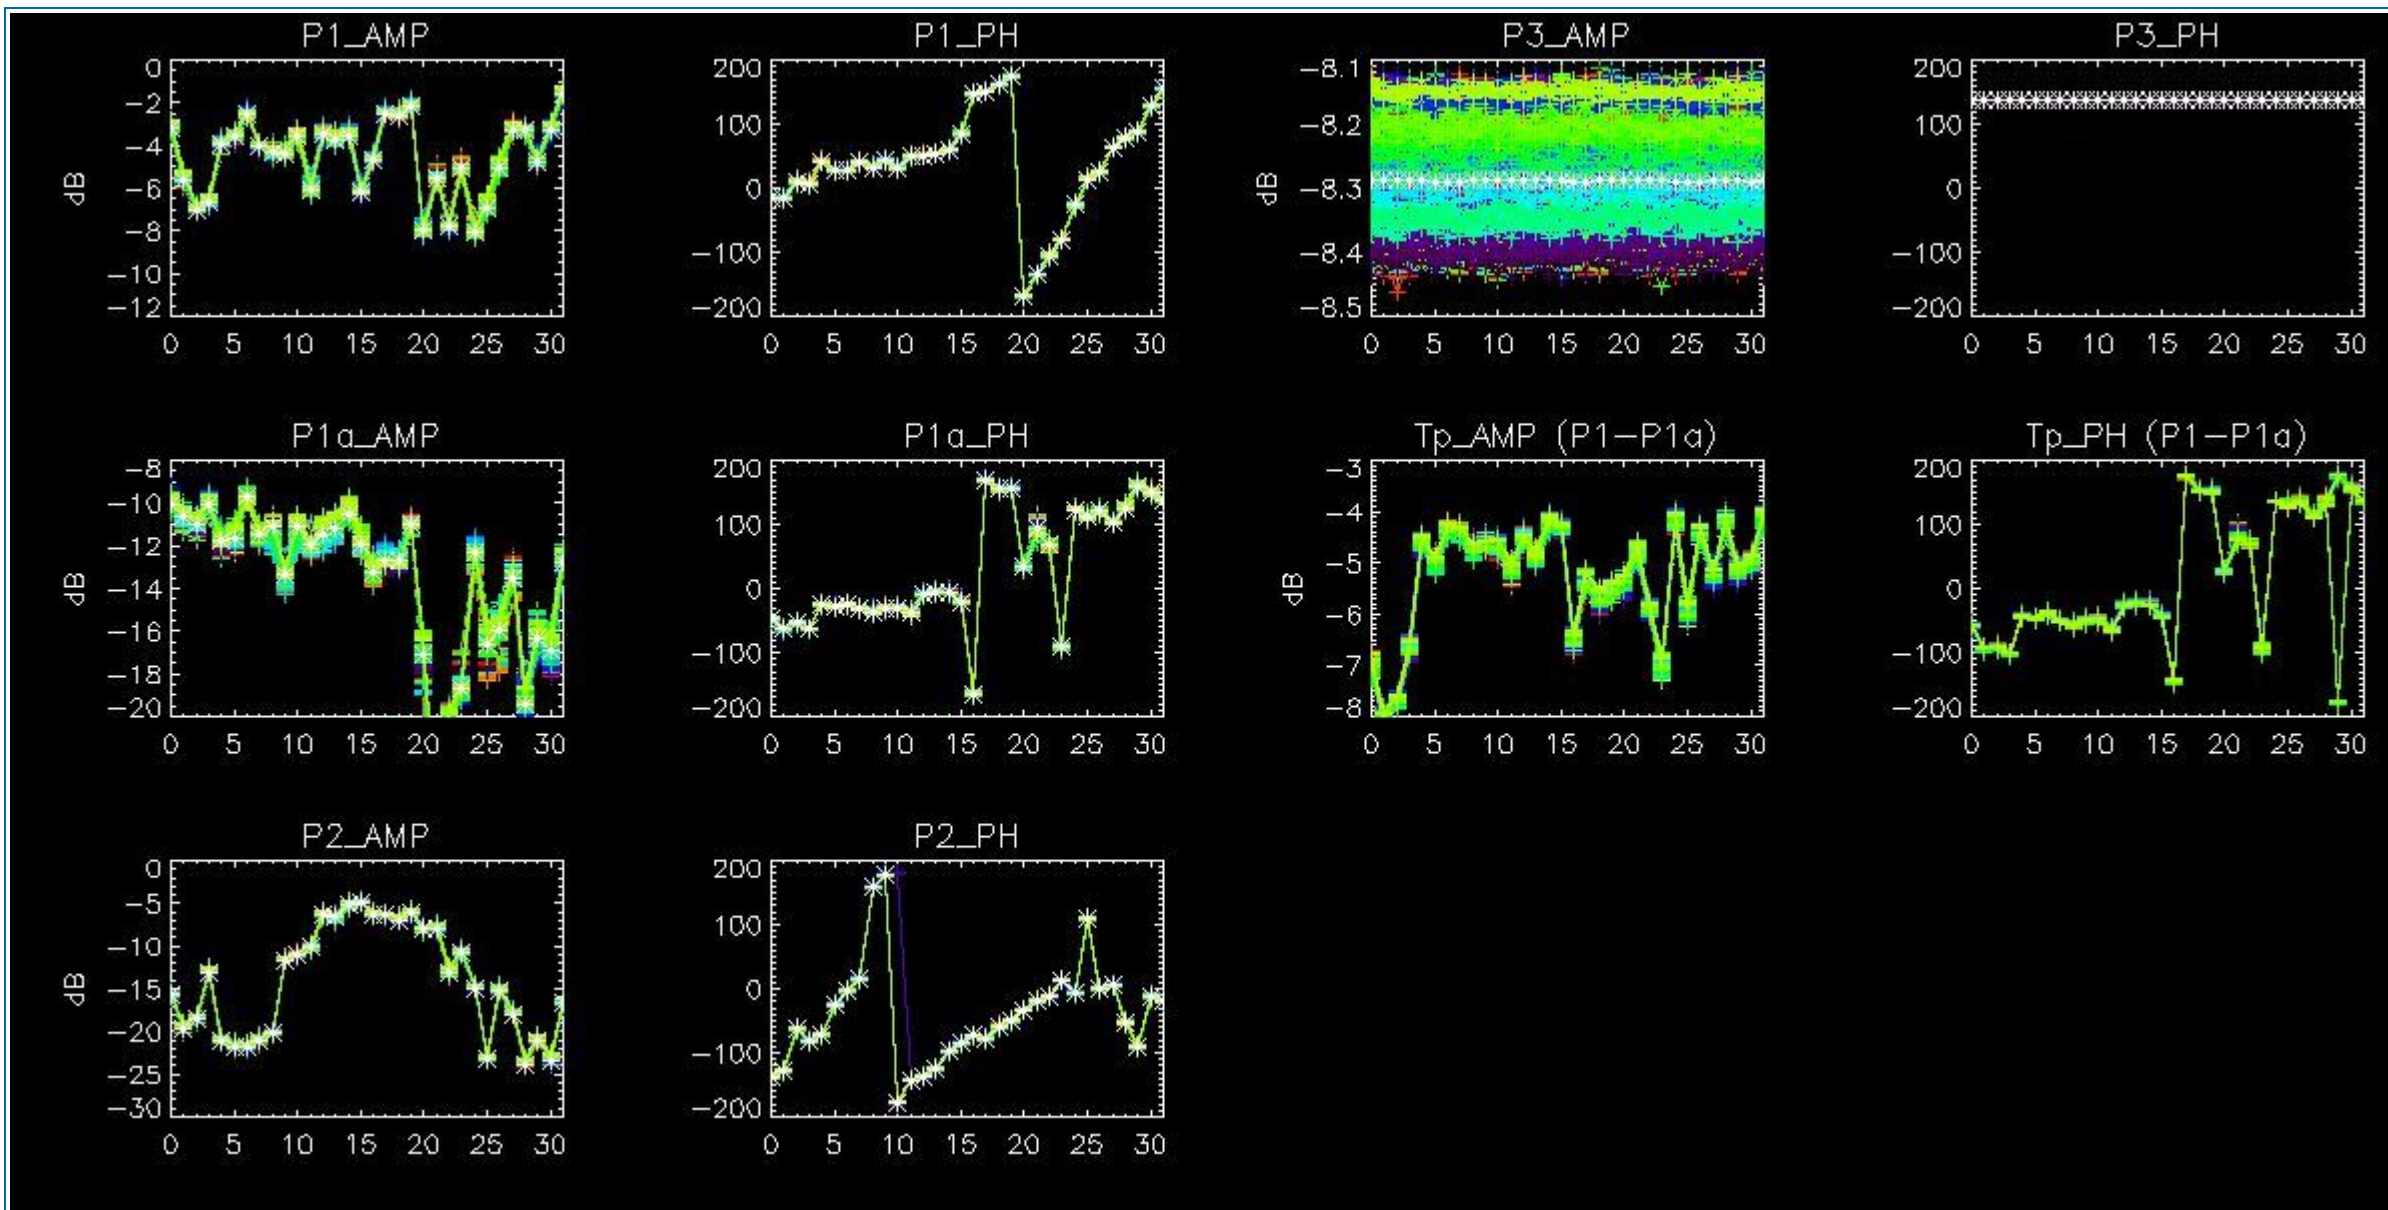 P1_AMP
P1_PH
P3_AMP
P3_PH
0
−2
−4
−6
−8
−10
−12
dB
0 5 10 15 20 25 30
200
100
0
−100
−200
0 5 10 15 20 25 30
−8.1
−8.2
−8.3
−8.4
−8.5
dB
0 5 10 15 20 25 30
200
100
0
−100
−200
0 5 10 15 20 25 30
P1a_AMP
P1a_PH
Tp_AMP (P1−P1a)
Tp_PH (P1−P1a)
−8
−10
−12
−14
−16
−18
−20
dB
0 5 10 15 20 25 30
200
100
0
−100
−200
0 5 10 15 20 25 30
−3
−4
−5
−6
−7
−8
dB
0 5 10 15 20 25 30
200
100
0
−100
−200
0 5 10 15 20 25 30
P2_AMP
P2_PH
0
−5
−10
−15
−20
−25
−30
dB
0 5 10 15 20 25 30
200
100
0
−100
−200
0 5 10 15 20 25 30